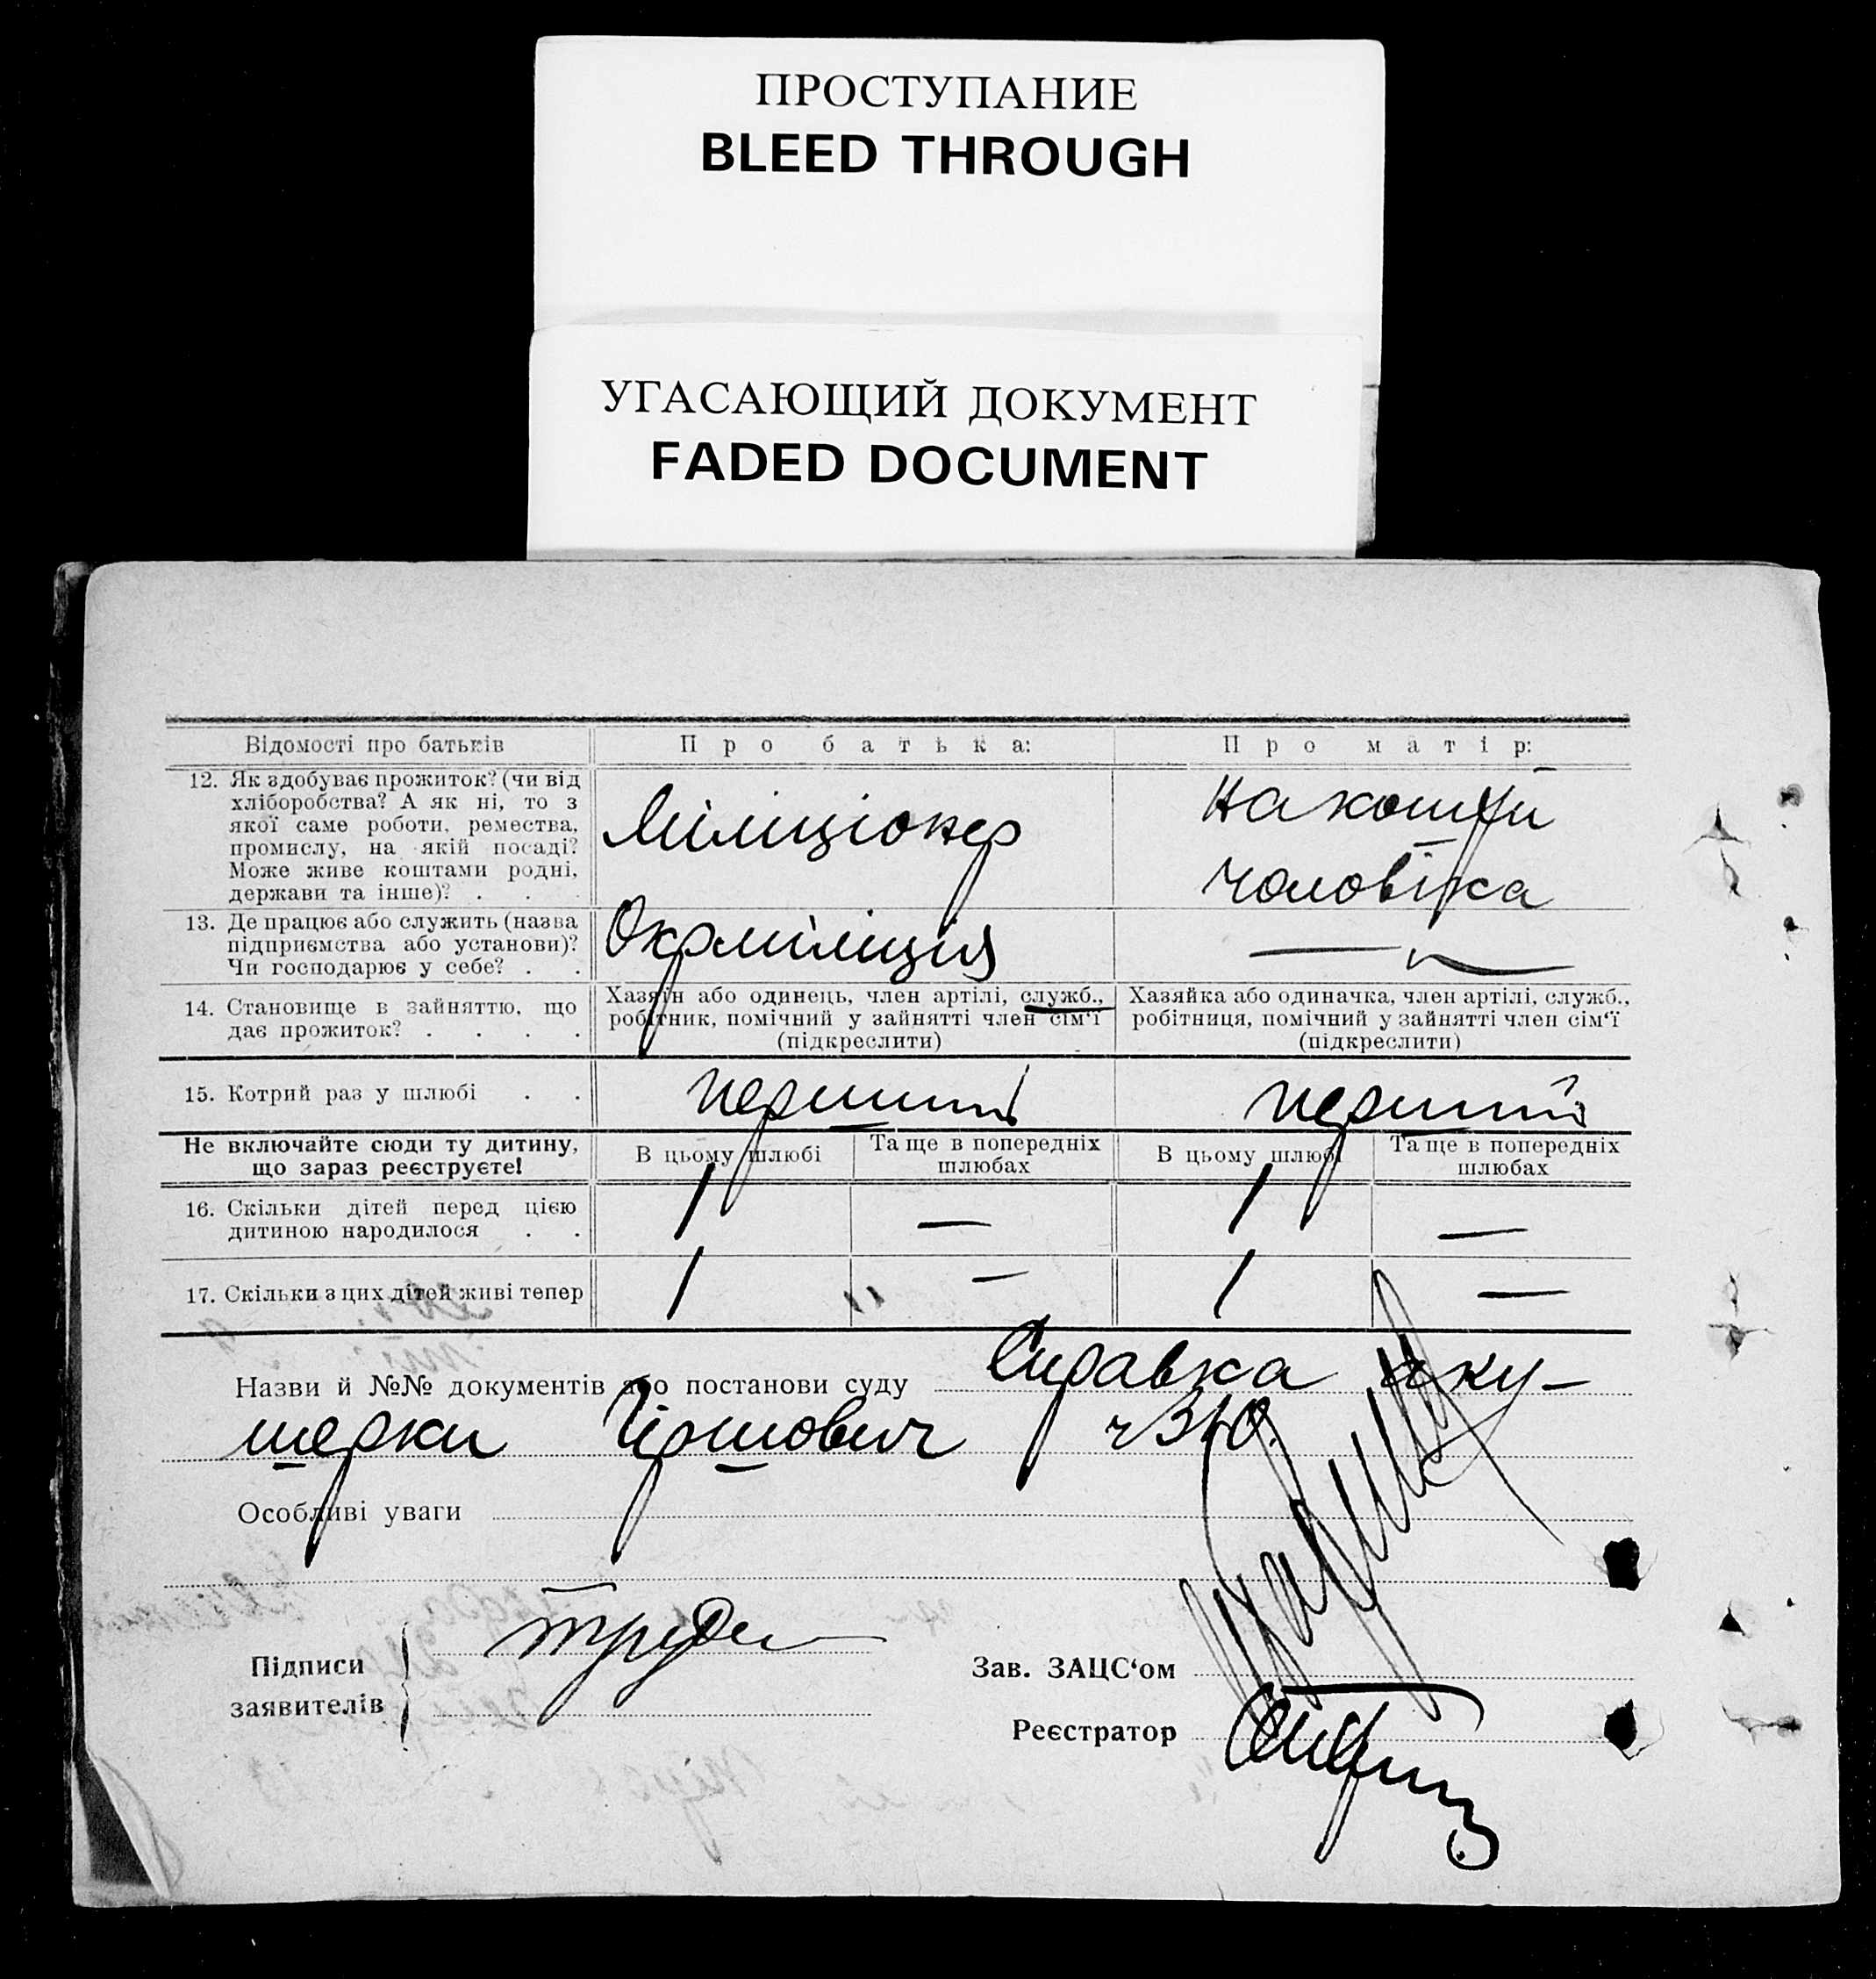 ПРОСТУПАНИЕ
BLEED THROUGH
УГАСАЮЩИЙ ДОКУМЕНТ
FADED DOCUMENT
Відомості про батьків
Про батька:
Про матір:
12. Як здобуває прожиток? (чи від
хліборобства? А як ні, то з
якої саме роботи, ремества,
промислу, на якій посаді?
Може живе коштами родні,
держави та інше)? . .
Міліціонер
На кошти
чоловіка
13. Де працює або служить (назва
підприємства або установи)?
Чи господарює у себе? . .
Окрміліція
— „ —
14. Становище в зайняттю, що
дає прожиток? . . . .
Хазяїн або одинець, член артілі, служб.,
робітник, помічний у зайнятті член сім‘ї
(підкреслити)
Хазяйка або одиначка, член артілі, служб.,
робітниця, помічний у зайнятті член сім‘ї
(підкреслити)
15. Котрий раз у шлюбі . .
перший
перший
Не включайте сюди ту дитину,
що зараз реєструєте!
В цьому шлюбі
Та ще в попередніх
шлюбах
В цьому шлюбі
Та ще в попередніх
шлюбах
16. Скільки дітей перед цією
дитиною народилося . .
1
—
1
—
17. Скільки з цих дітей живі тепер
1
—
1
—
Назви й №№ документів або постанови суду Справка аку-
шерки Гіршович
Особливі уваги
Підписи
заявителів
Зав. ЗАЦС‘ом
Реєстратор